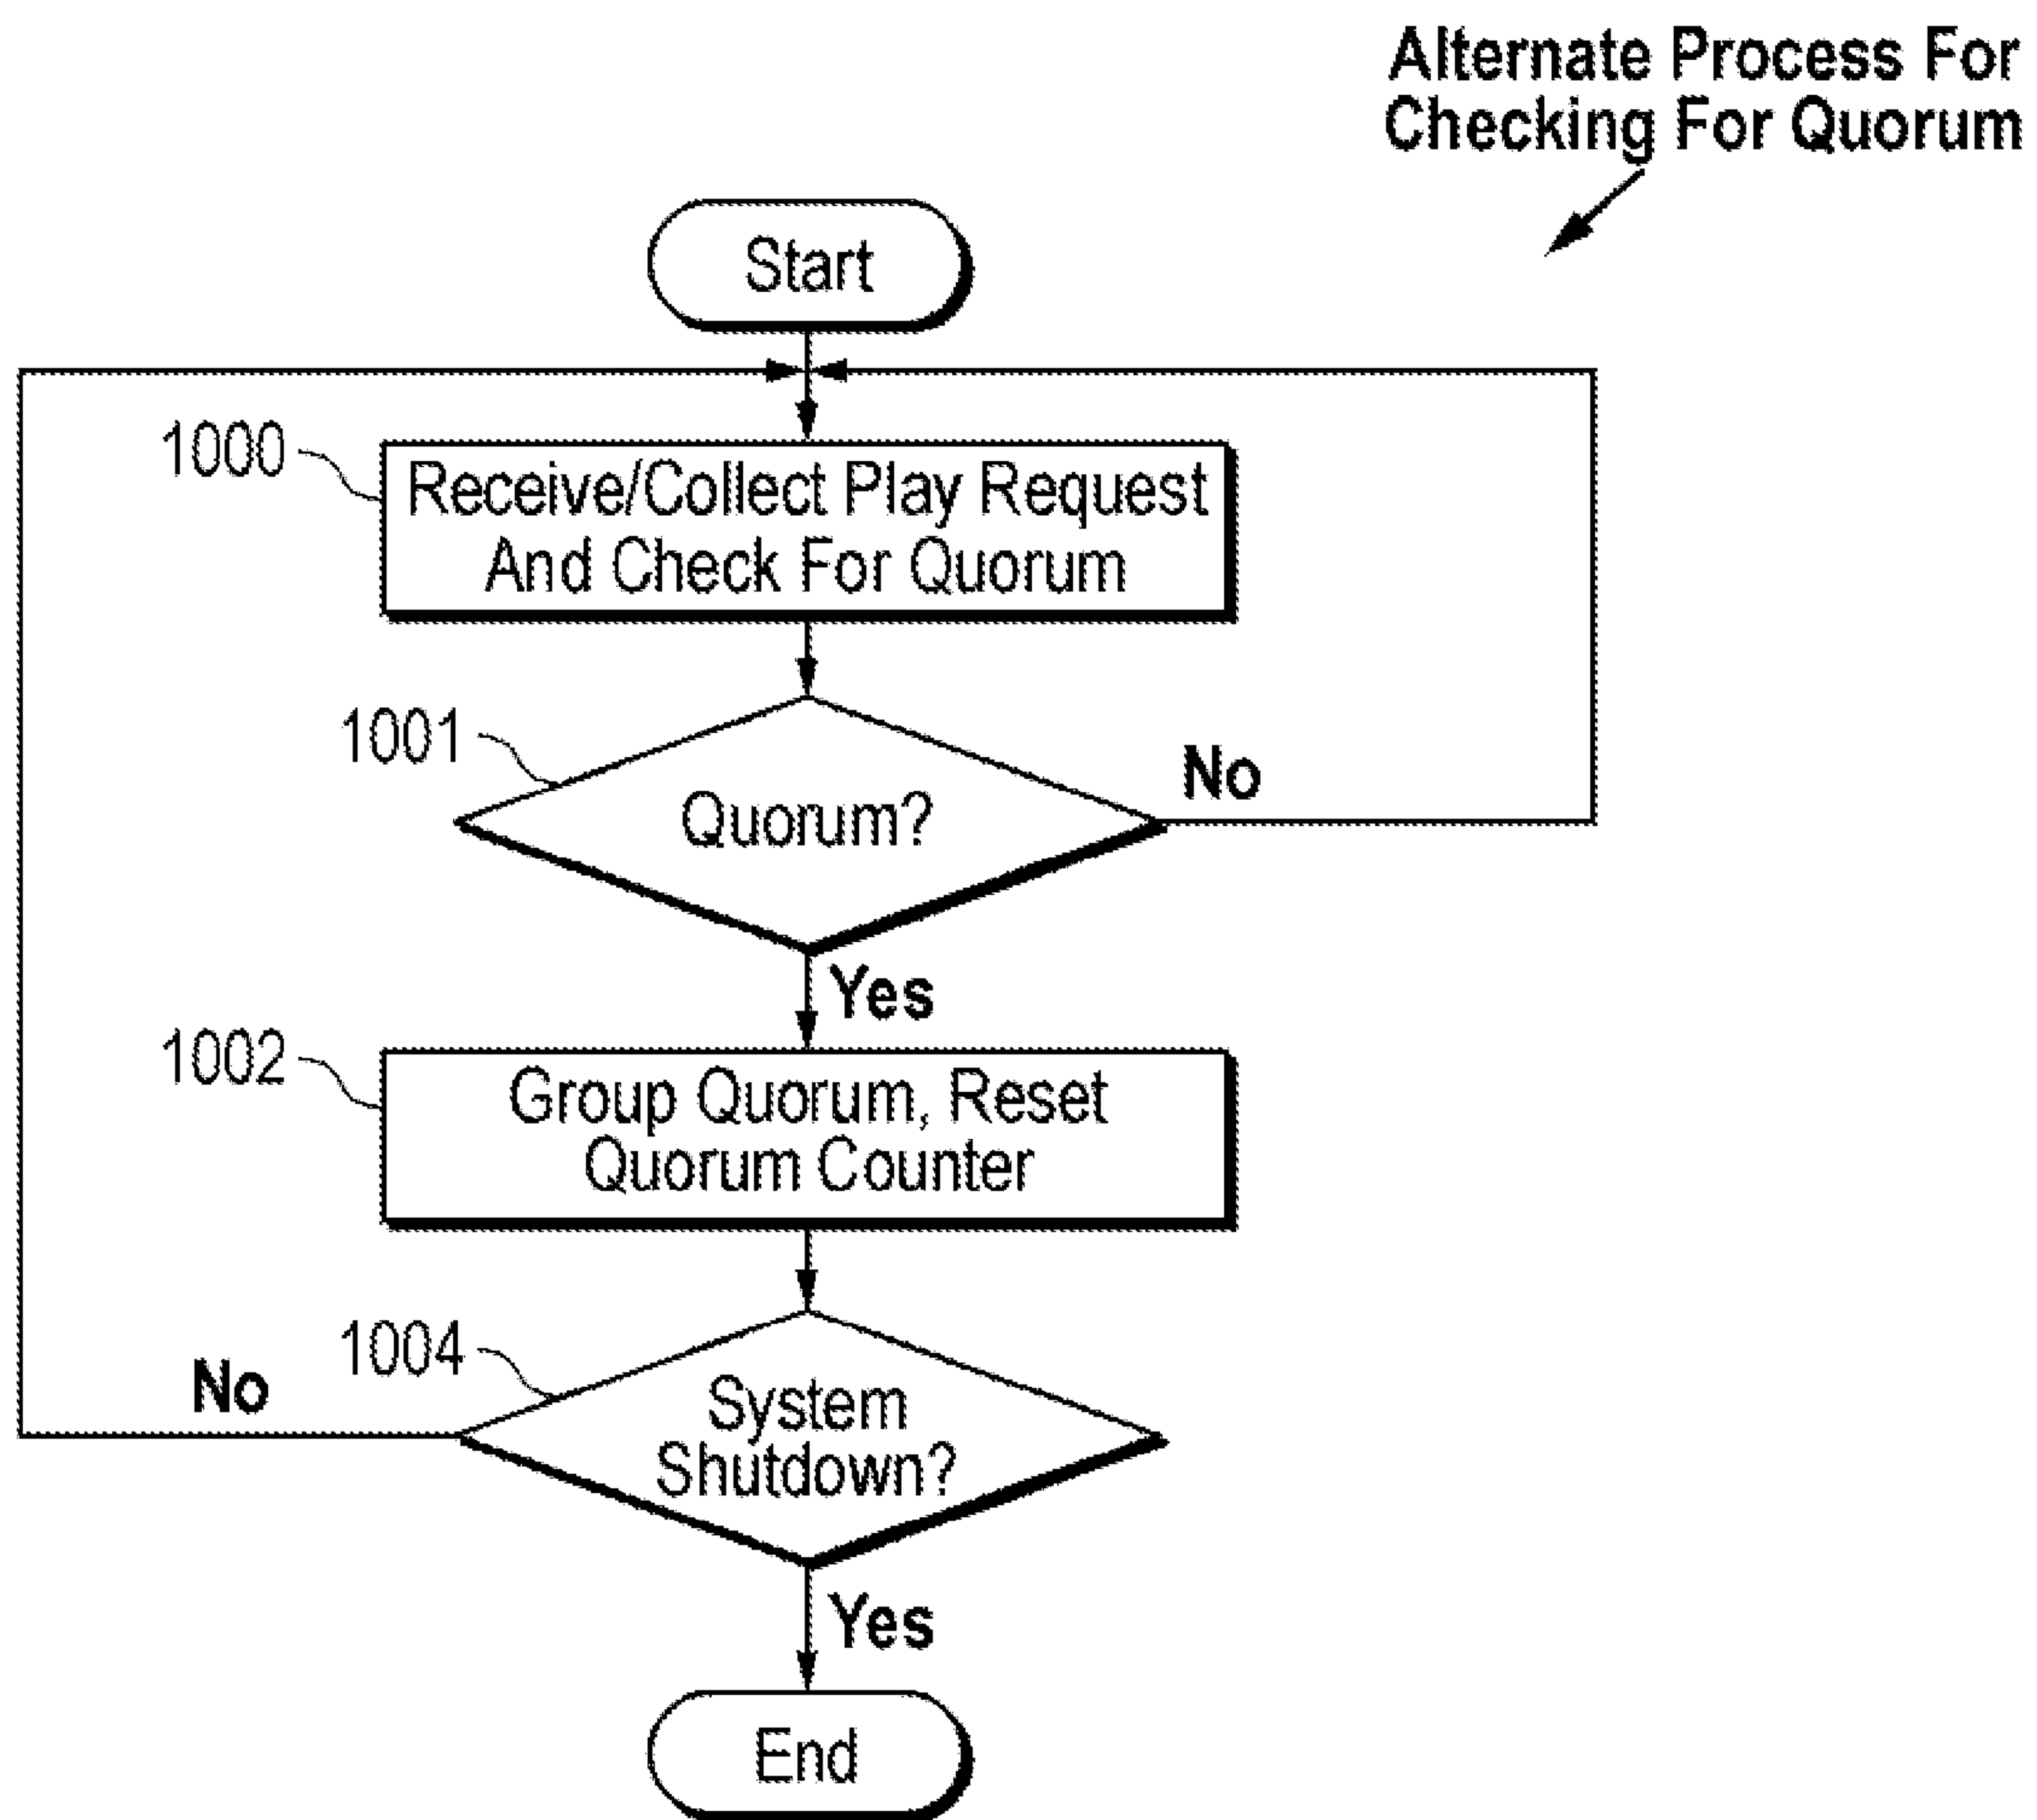 Alternate Process For
Checking For Quorum
Start
1000
Receive/Collect Play Request
And Check For Quorum
1001
Quorum?
No
Yes
1002
Group Quorum, Reset
Quorum Counter
1004
No
System
Shutdown?
Yes
End